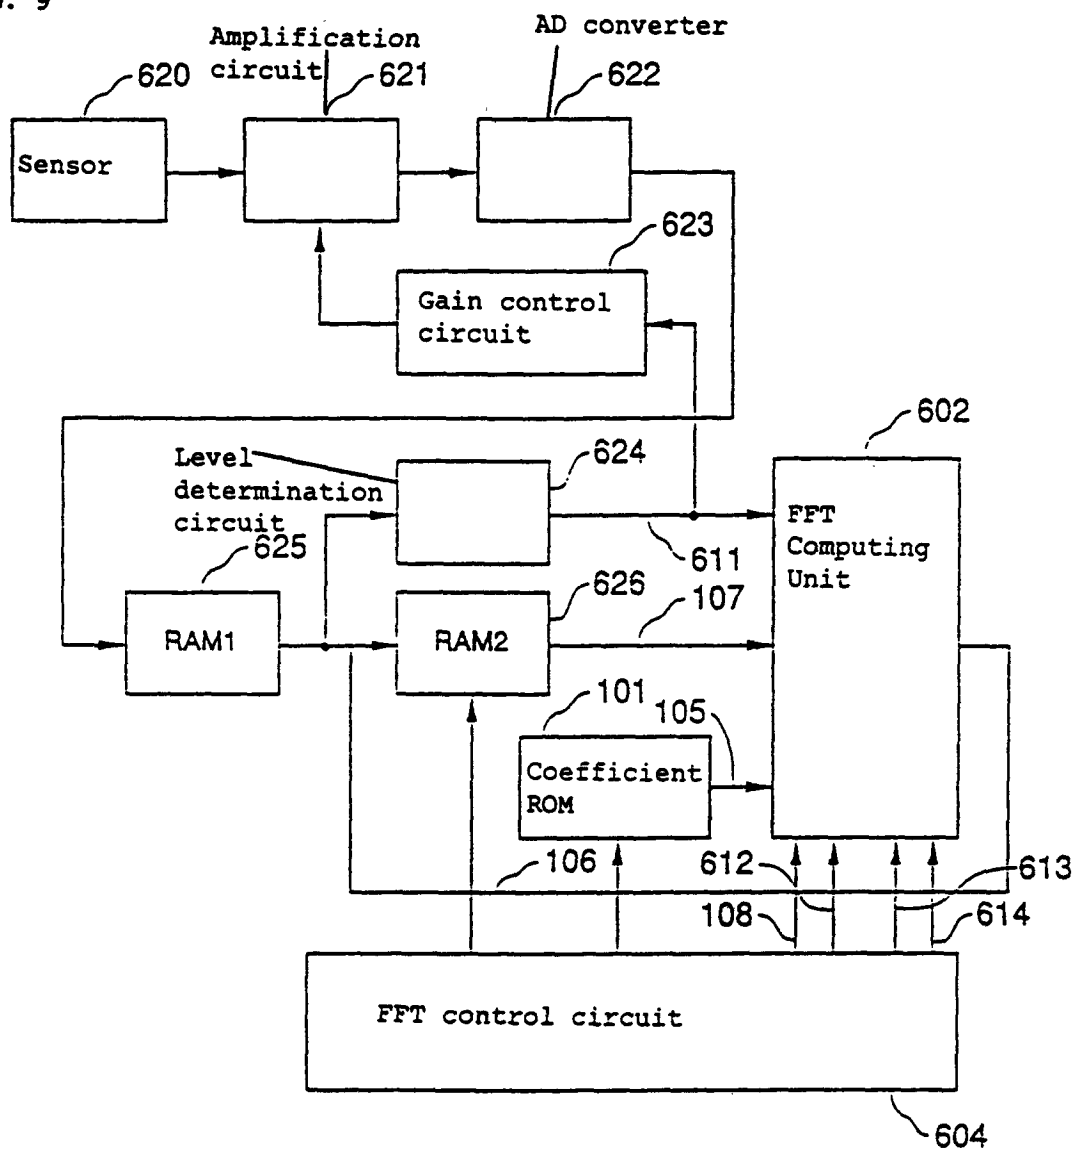 9
AD converter
Amplification
circuit
620
621
622
Sensor
623
Gain control
circuit
602
Level
determination
circuit
624
FFT
Computing
Unit
625
611
626
107
RAM1
RAM2
101
105
Coefficient
ROM
106
612
613
108
614
FFT control circuit
604